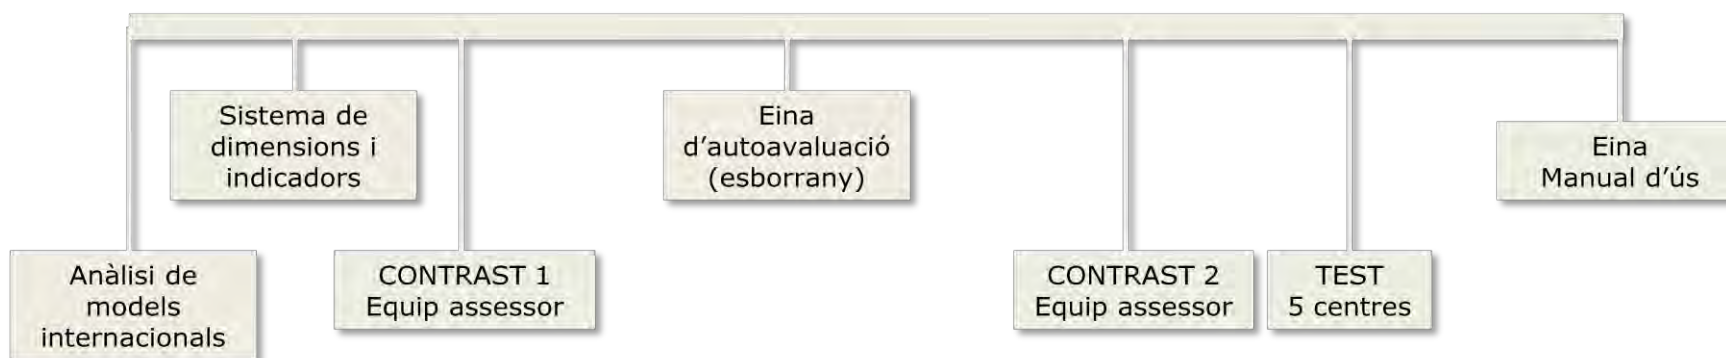 Anàlisi de
models
internacionals
Sistema de
dimensions i
indicadors
CONTRAST 1
Equip assessor
Eina
d’autoavaluació
(esborrany)
CONTRAST 2
Equip assessor
TEST
5 centres
Eina
Manual d’ús